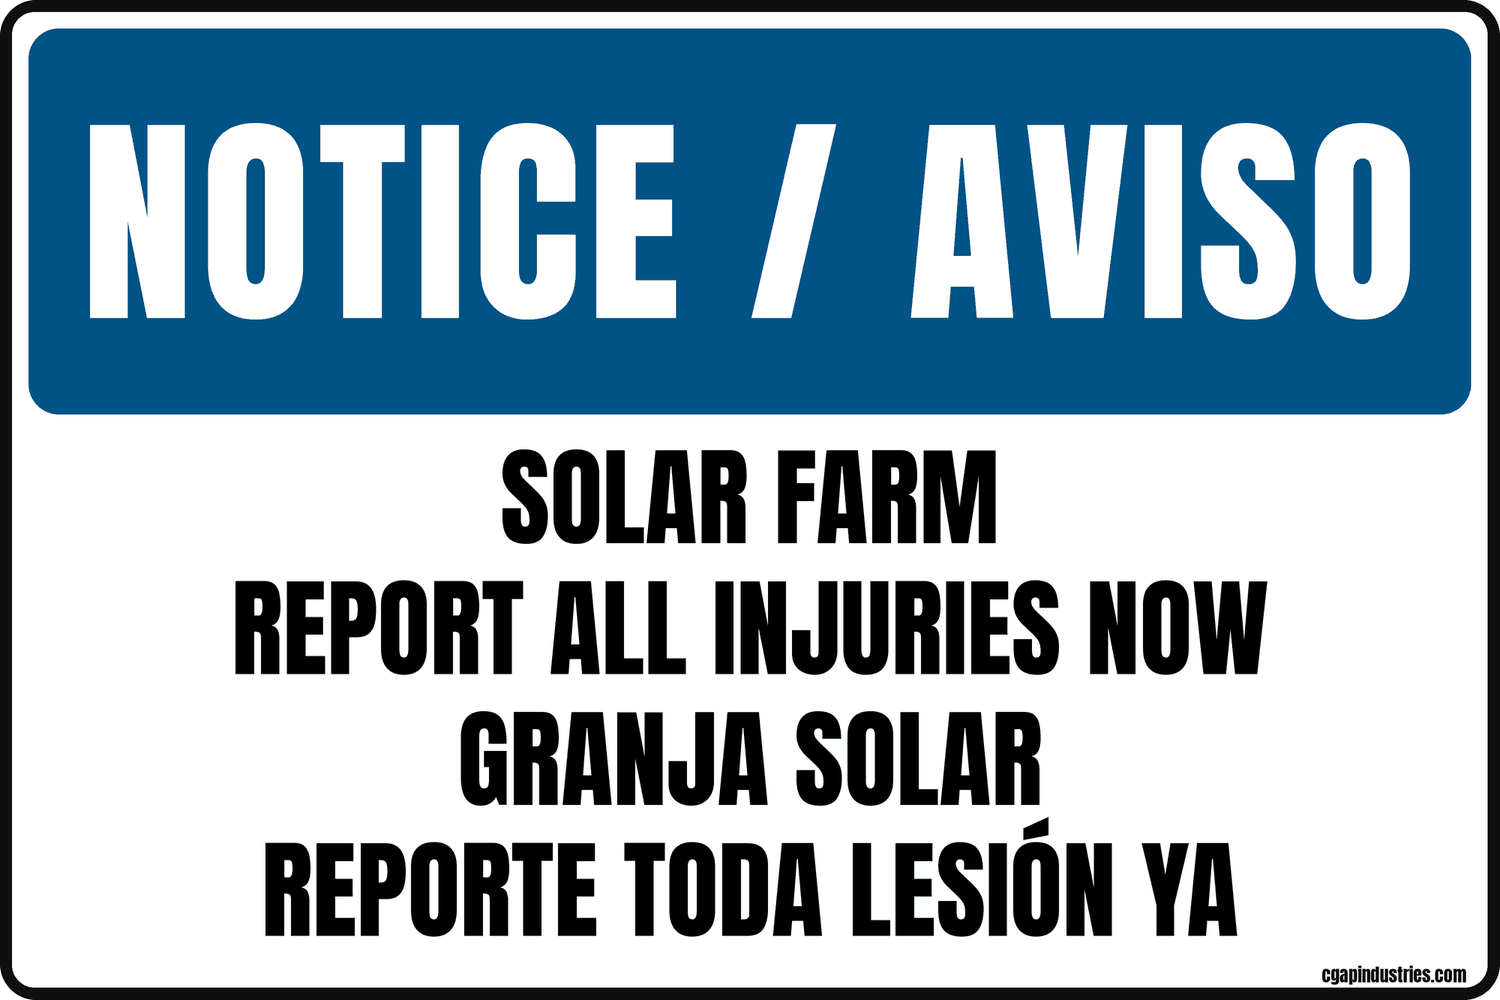 NOTICE / AVISO
SOLAR FARM
REPORT ALL INJURIES NOW
GRANJA SOLAR
REPORTE TODA LESIÓN YA
cgapindustries.com